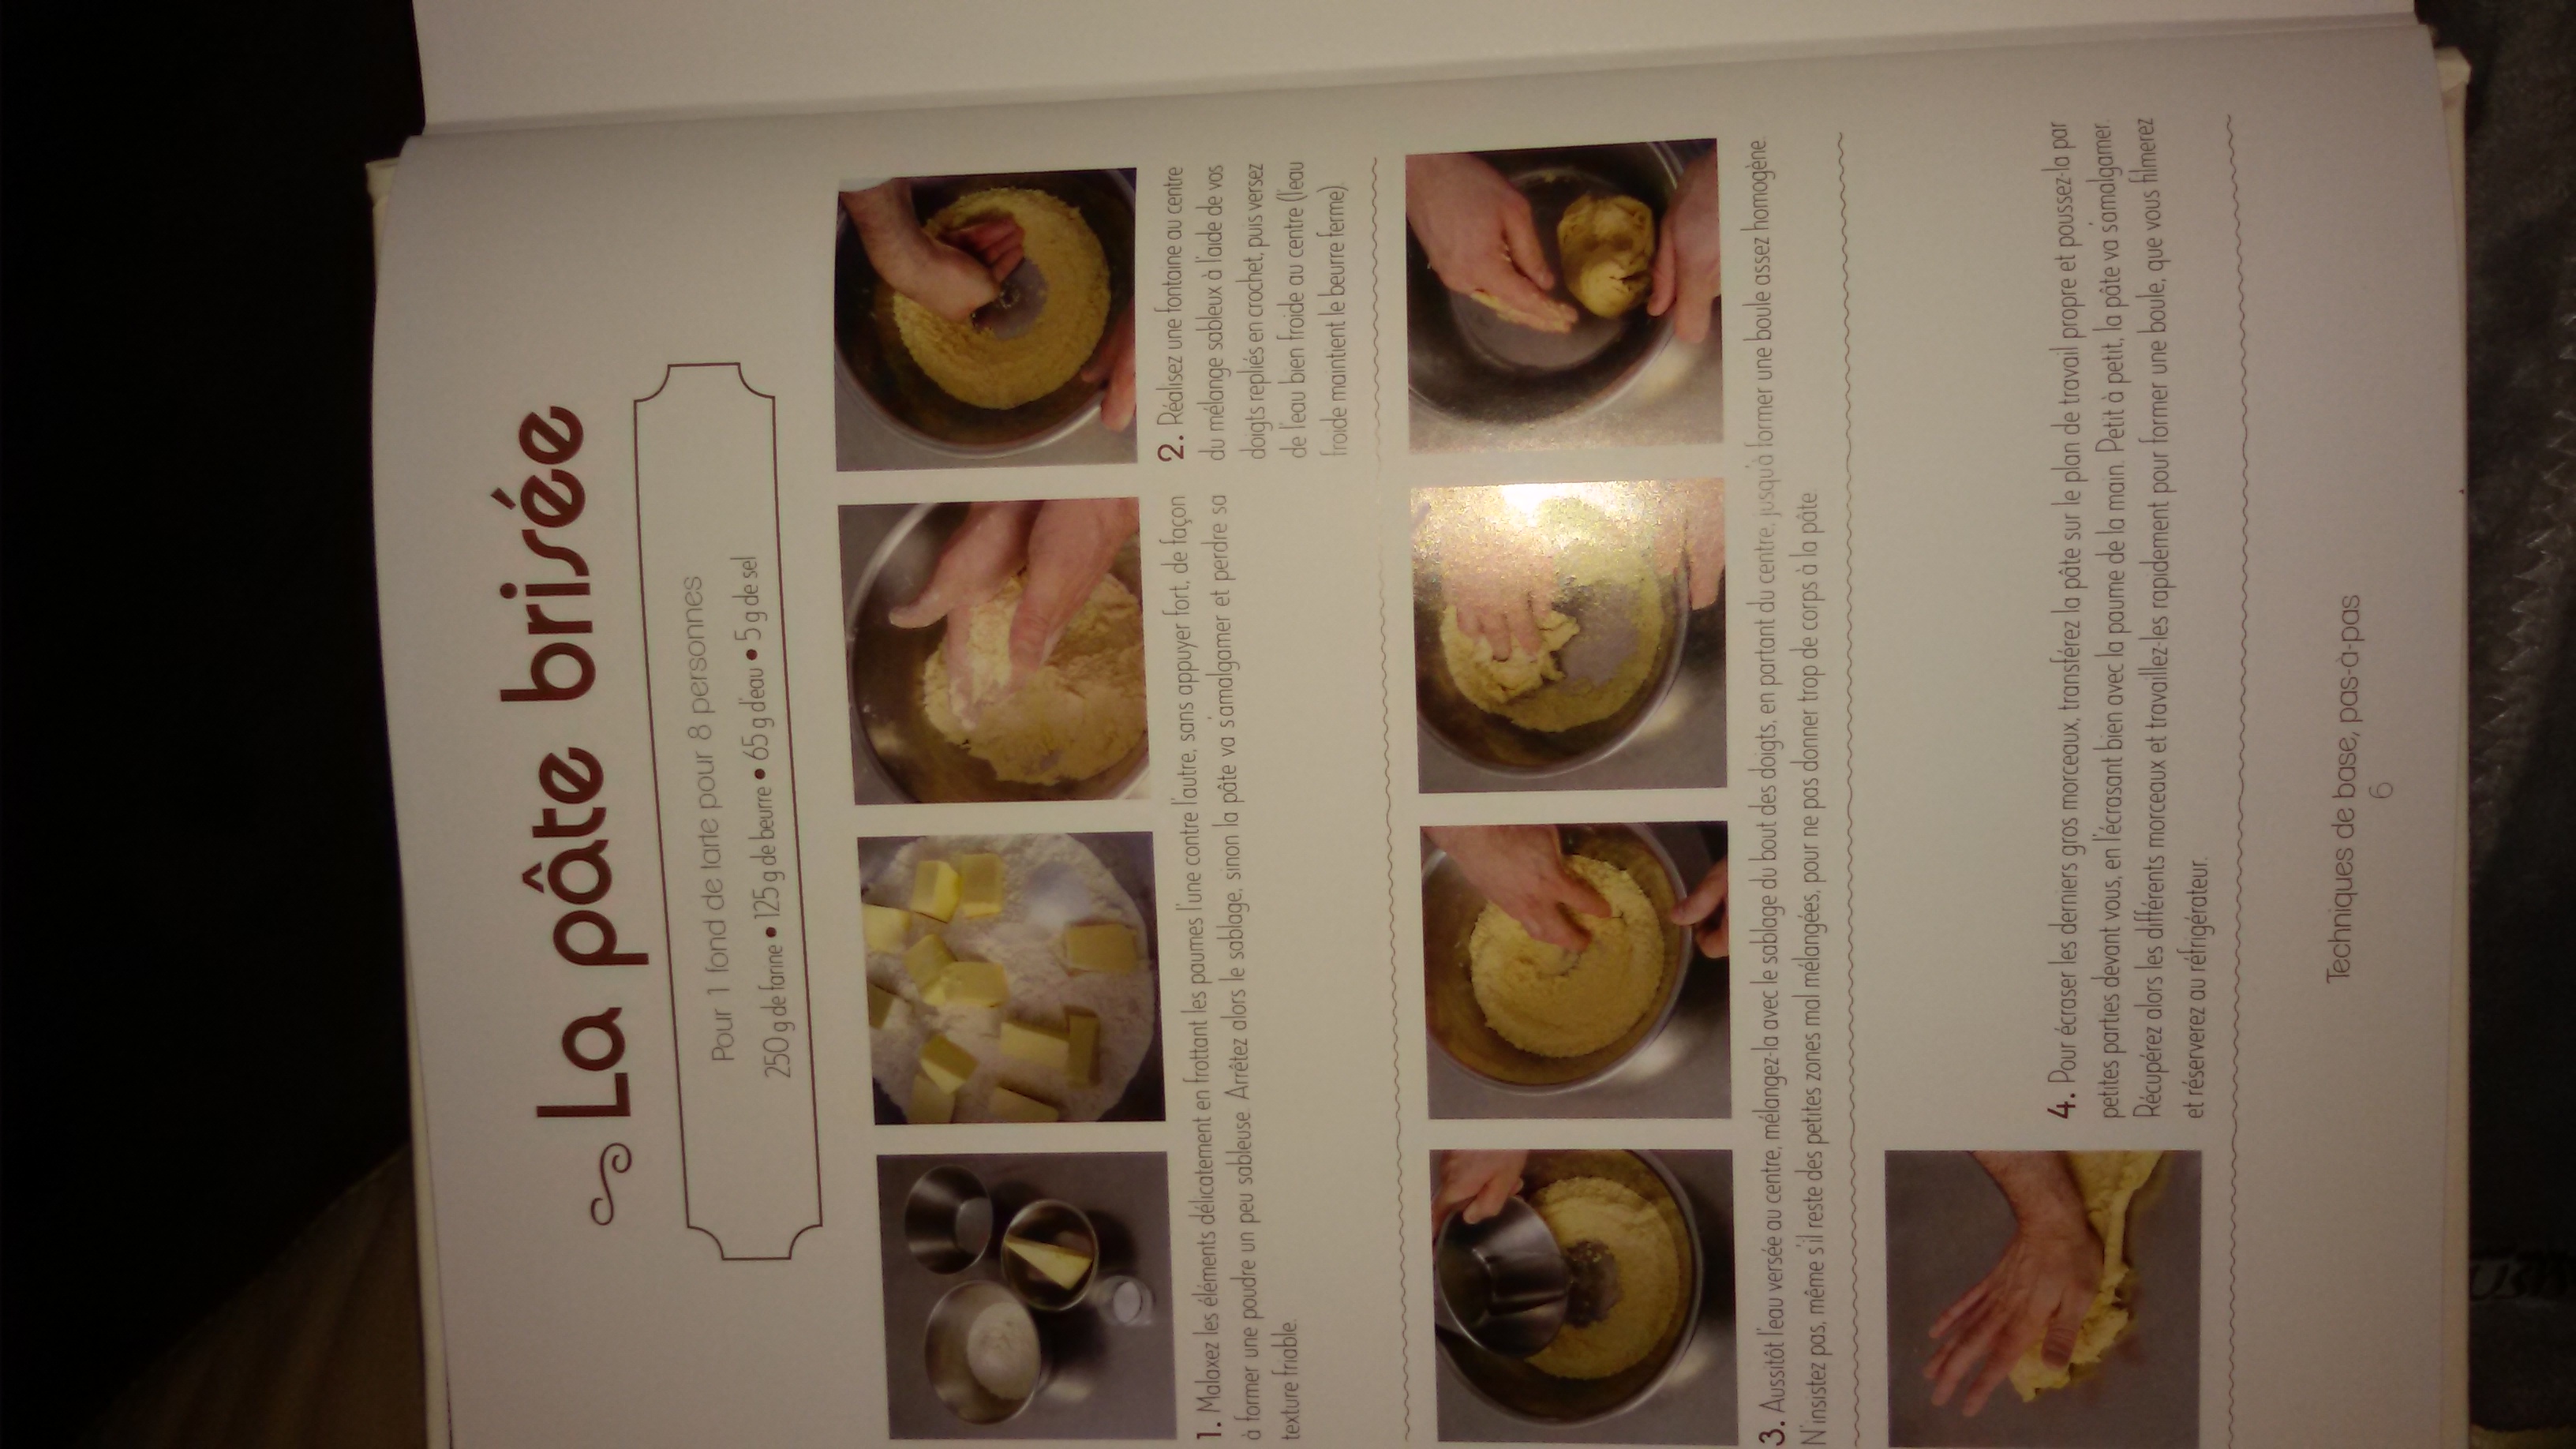 La pâte brisée
Pour 1 fond de tarte pour 8 personnes
250 g de farine • 125 g de beurre • 65 g d'eau • 5 g de sel
1. Malaxez les éléments délicatement en frottant les paumes l'une contre l'autre, sans appuyer fort, de façon
à former une poudre un peu sableuse. Arrêtez alors le sablage, sinon la pâte va s'amalgamer et perdre sa
texture friable.
2. Réalisez une fontaine au centre
du mélange sableux à l'aide de vos
doigts repliés en crochet, puis versez
de l'eau bien froide au centre (l'eau
froide maintient le beurre ferme).
3. Aussitôt l'eau versée au centre, mélangez-la avec le sablage du bout des doigts, en partant du centre, jusqu'à former une boule assez homogène.
N'insistez pas, même s'il reste des petites zones mal mélangées, pour ne pas donner trop de corps à la pâte.
4. Pour écraser les derniers gros morceaux, transférez la pâte sur le plan de travail propre et poussez-la par
petites parties devant vous, en l'écrasant bien avec la paume de la main. Petit à petit, la pâte va s'amalgamer.
Récupérez alors les différents morceaux et travaillez-les rapidement pour former une boule, que vous filmerez
et réserverez au réfrigérateur.
Techniques de base, pas-à-pas
6